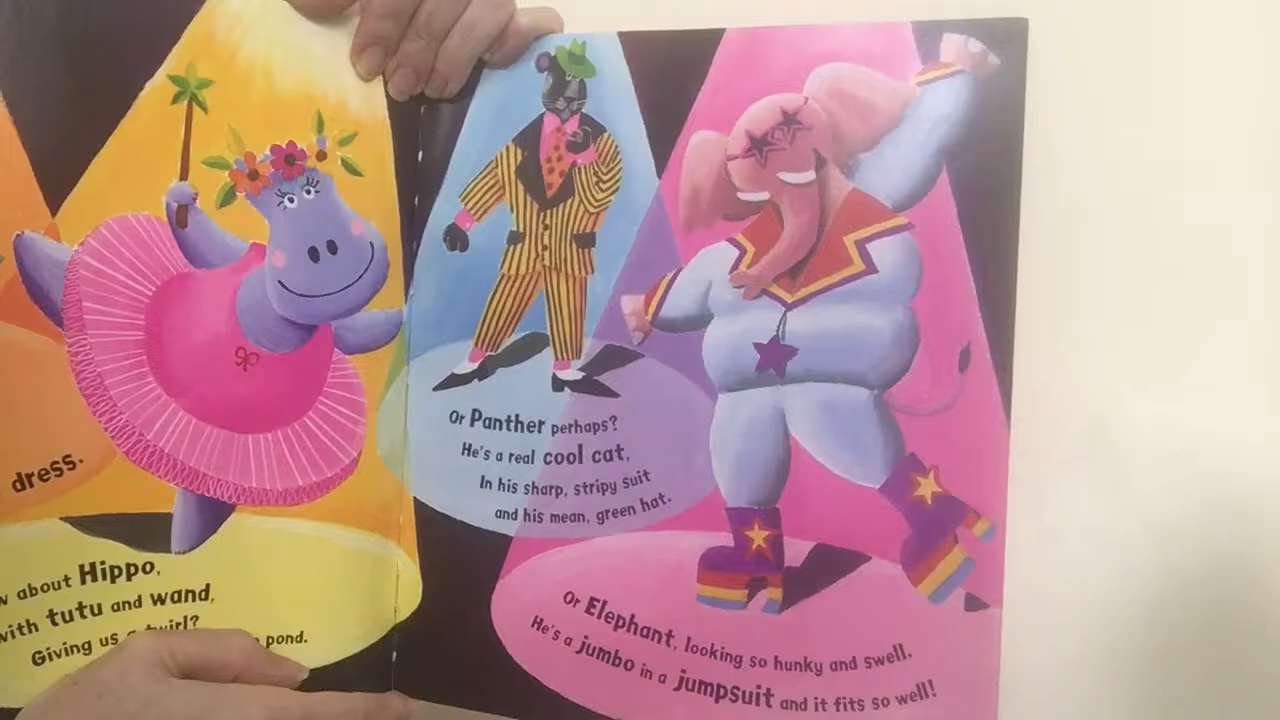 dress.
about Hippo,
with tutu and wand,
Giving us a twirl?
pond.
Or Panther perhaps?
He's a real cool cat,
In his sharp, stripy suit
and his mean, green hat.
Or Elephant, looking so hunky and swell.
He's a jumbo in a jumpsuit and it fits so well!